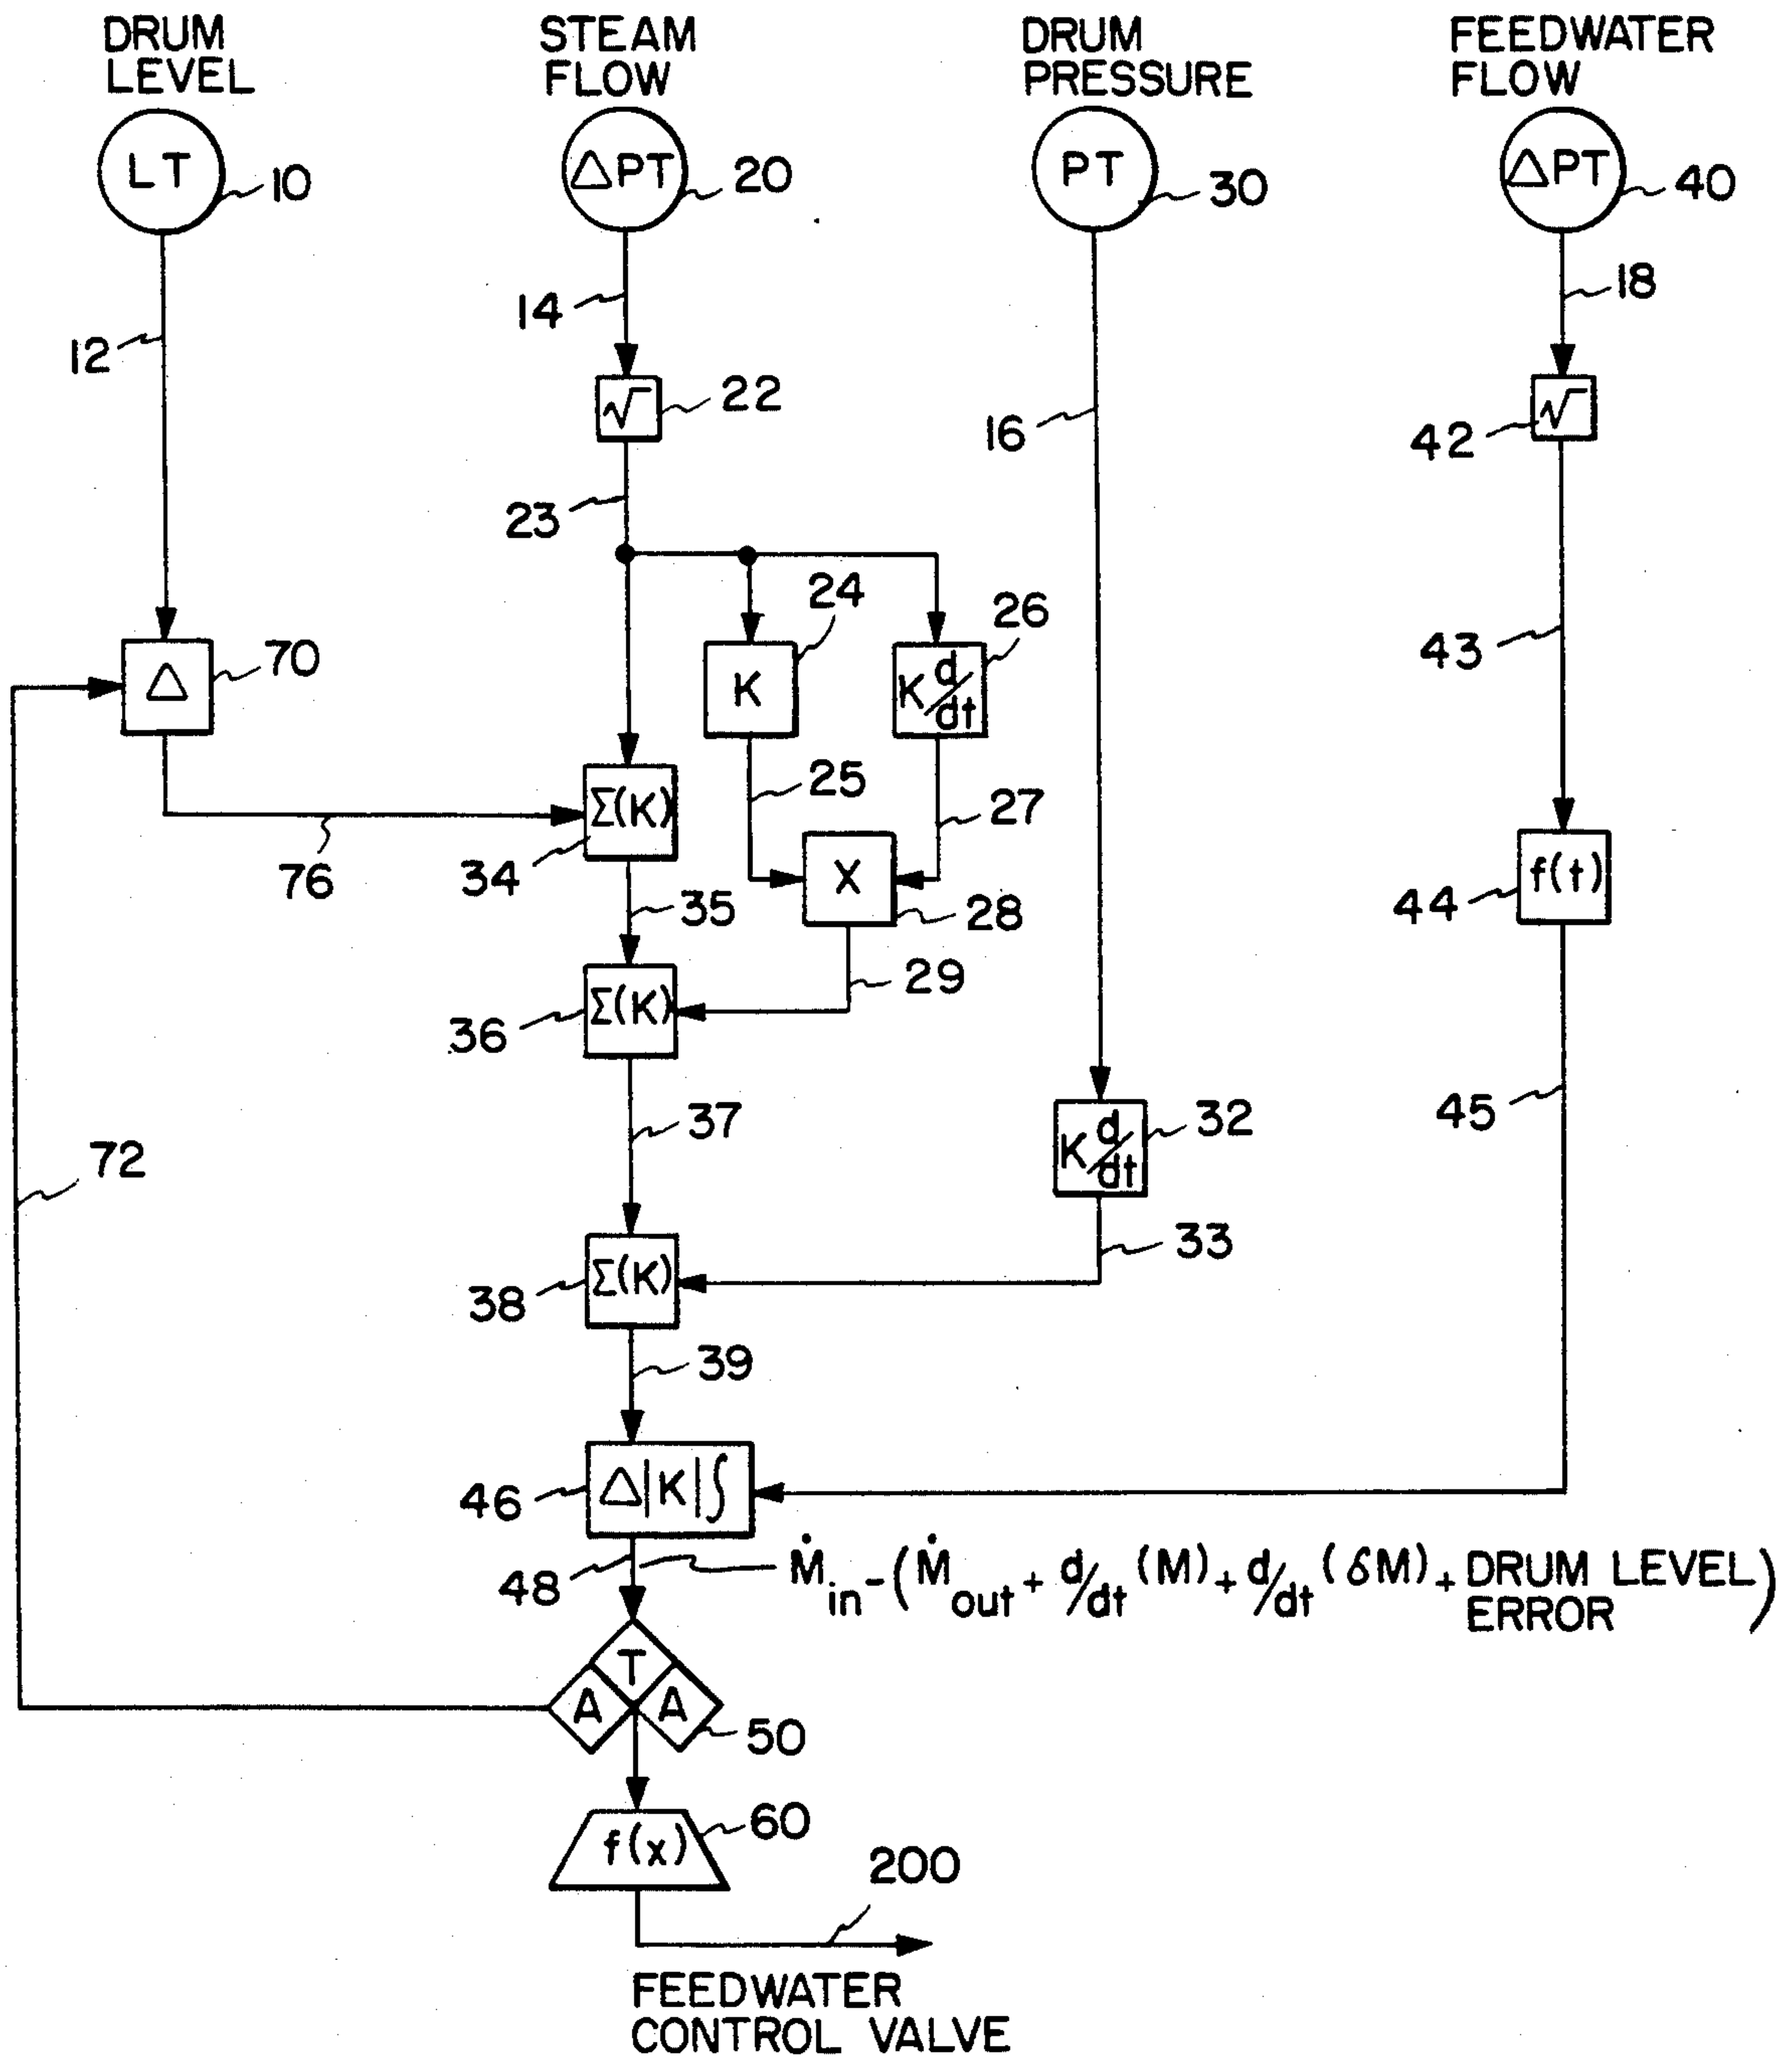 DRUM LEVEL
STEAM FLOW
DRUM PRESSURE
FEEDWATER FLOW
LT
10
ΔPT
20
PT
30
ΔPT
40
12
14
16
18
√
22
√
42
23
24
26
43
Δ
70
K
K d/dt
25
27
Σ(K)
34
76
X
28
f(t)
44
35
29
Σ(K)
36
37
K d/dt
32
45
72
33
Σ(K)
38
39
Δ|K|∫
46
48
Ṁin-(Ṁout + d/dt (M) + d/dt (δM) + DRUM LEVEL ERROR)
T
A
A
50
f(x)
60
200
FEEDWATER
CONTROL VALVE